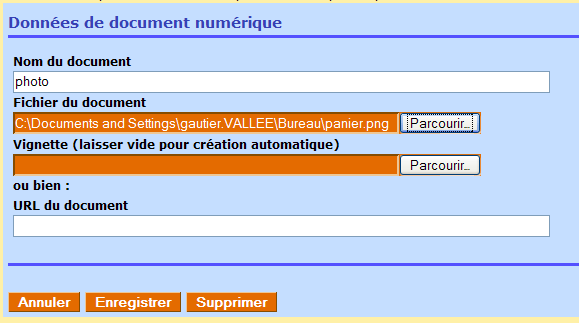 Données de document numérique
Nom du document
photo
Fichier du document
C:\Documents and Settings\gautier.VALLEE\Bureau\panier.png Parcourir...
Vignette (laisser vide pour création automatique)
Parcourir...
ou bien :
URL du document
Annuler Enregistrer Supprimer